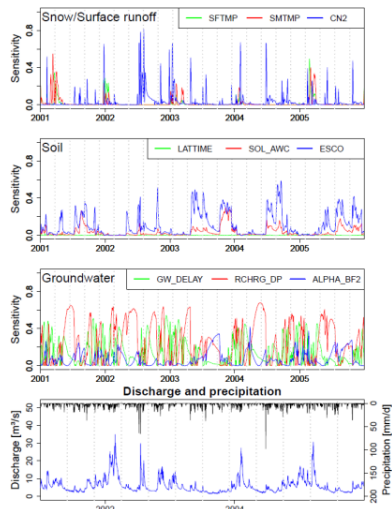 Snow/Surface runoff
SFTMP SMTMP CN2
Sensitivity
0.0 0.4 0.8
2001 2002 2003 2004 2005
Soil
LATTIME SOL_AWC ESCO
Sensitivity
0.0 0.4 0.8
2001 2002 2003 2004 2005
Groundwater
GW_DELAY RCHRG_DP ALPHA_BF2
Sensitivity
0.0 0.4 0.8
2001 2002 2003 2004 2005
Discharge and precipitation
Discharge [m³/s]
0 10 20 30 40 50
Precipitation [mm/d]
0 50 100 150 200